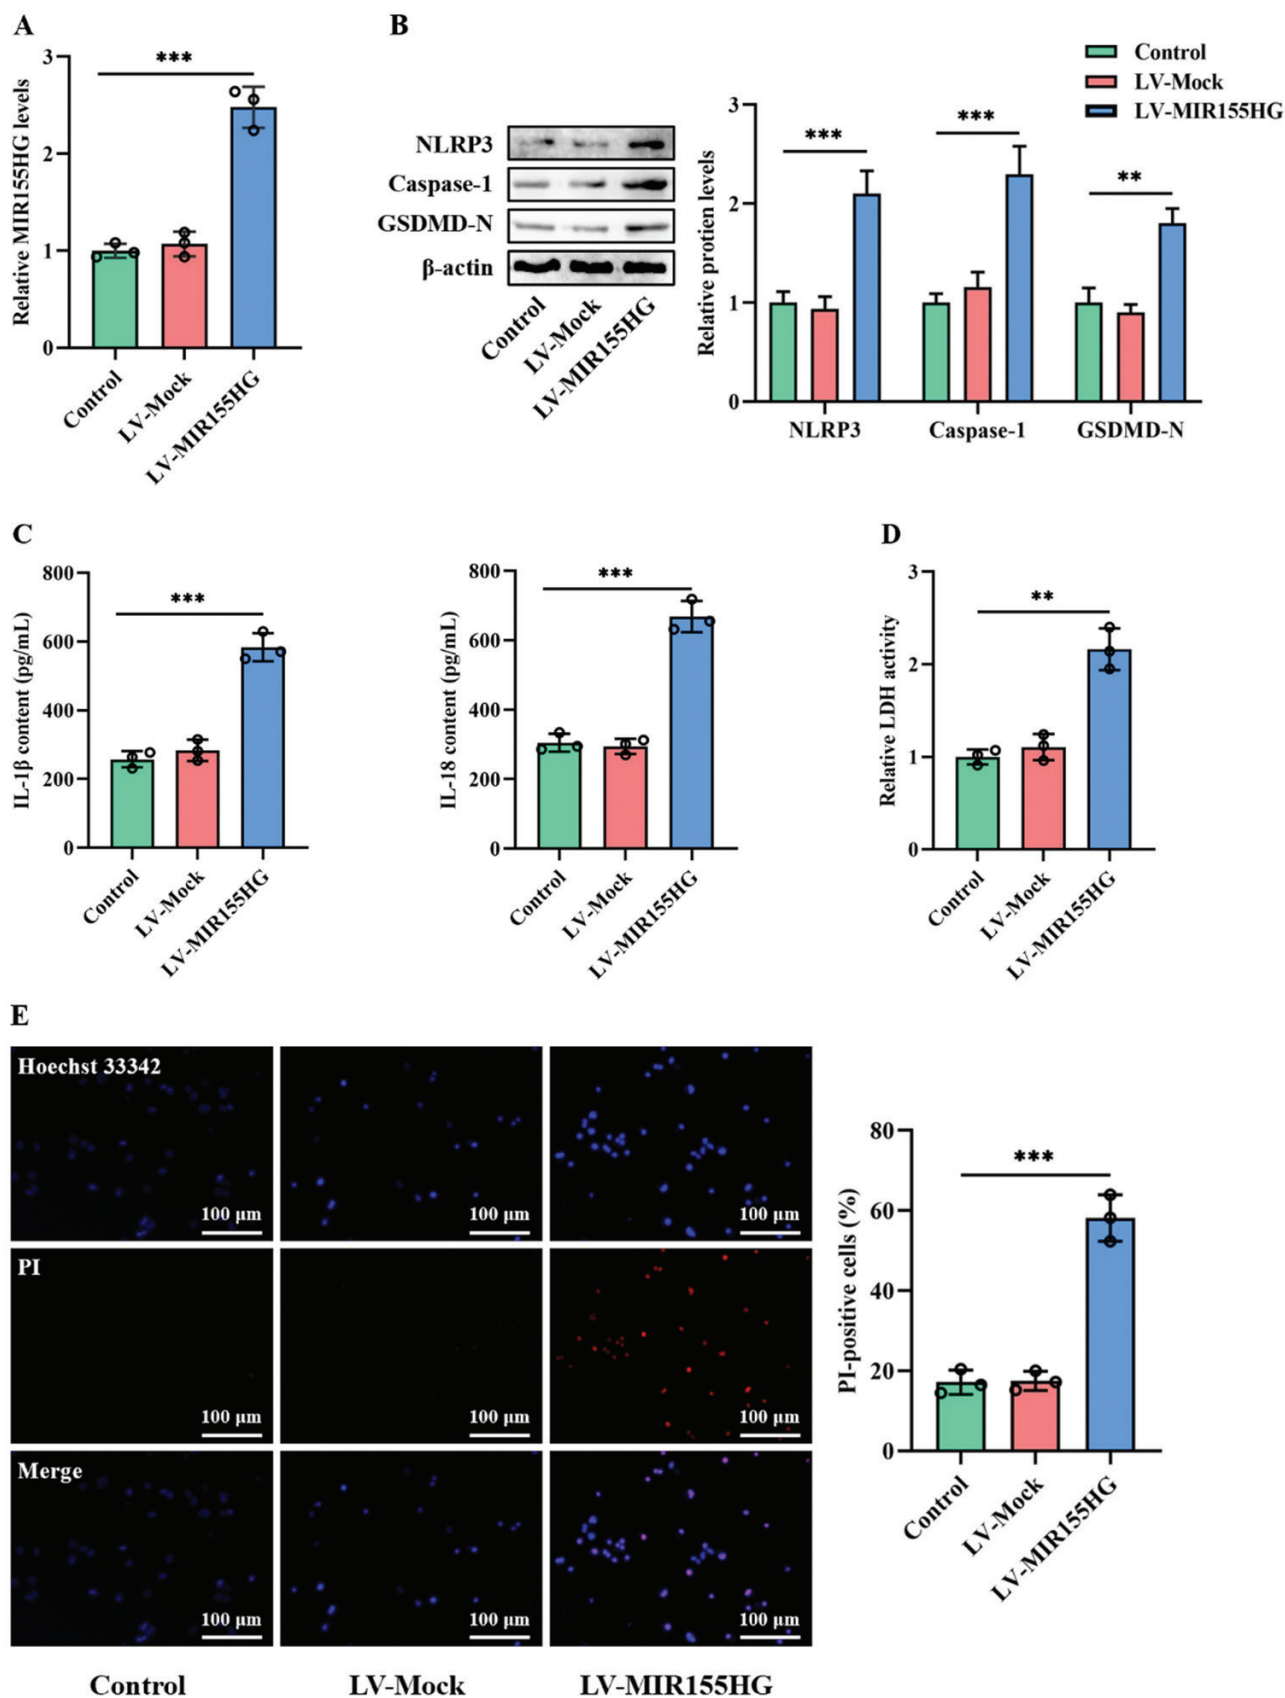 A
Relative MIR155HG levels
3
2
1
0
***
Control
LV-Mock
LV-MIR155HG
B
NLRP3
Caspase-1
GSDMD-N
β-actin
Control
LV-Mock
LV-MIR155HG
Control
LV-Mock
LV-MIR155HG
Relative protien levels
3
2
1
0
***
***
**
NLRP3
Caspase-1
GSDMD-N
C
IL-1β content (pg/mL)
800
600
400
200
0
***
Control
LV-Mock
LV-MIR155HG
IL-18 content (pg/mL)
800
600
400
200
0
***
Control
LV-Mock
LV-MIR155HG
D
Relative LDH activity
3
2
1
0
**
Control
LV-Mock
LV-MIR155HG
E
Hoechst 33342
100 μm
100 μm
100 μm
PI
100 μm
100 μm
100 μm
Merge
100 μm
100 μm
100 μm
Control
LV-Mock
LV-MIR155HG
PI-positive cells (%)
80
60
40
20
0
***
Control
LV-Mock
LV-MIR155HG